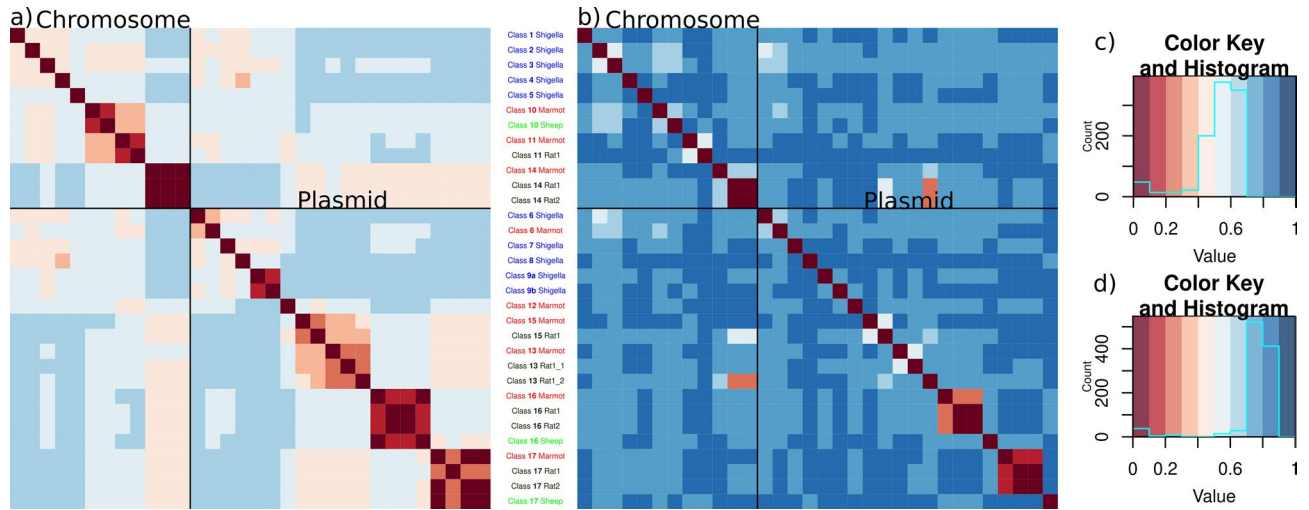 a) Chromosome
Plasmid
Class 1 Shigella
Class 2 Shigella
Class 3 Shigella
Class 4 Shigella
Class 5 Shigella
Class 10 Marmot
Class 10 Sheep
Class 11 Marmot
Class 11 Rat1
Class 14 Marmot
Class 14 Rat1
Class 14 Rat2
Class 6 Shigella
Class 6 Marmot
Class 7 Shigella
Class 8 Shigella
Class 9a Shigella
Class 9b Shigella
Class 12 Marmot
Class 15 Marmot
Class 15 Rat1
Class 13 Marmot
Class 13 Rat1_1
Class 13 Rat1_2
Class 16 Marmot
Class 16 Rat1
Class 16 Rat2
Class 16 Sheep
Class 17 Marmot
Class 17 Rat1
Class 17 Rat2
Class 17 Sheep
b) Chromosome
Plasmid
c) Color Key
and Histogram
Count
200
0
0 0.2 0.6 1
Value
d) Color Key
and Histogram
Count
400
200
0
0 0.2 0.6 1
Value